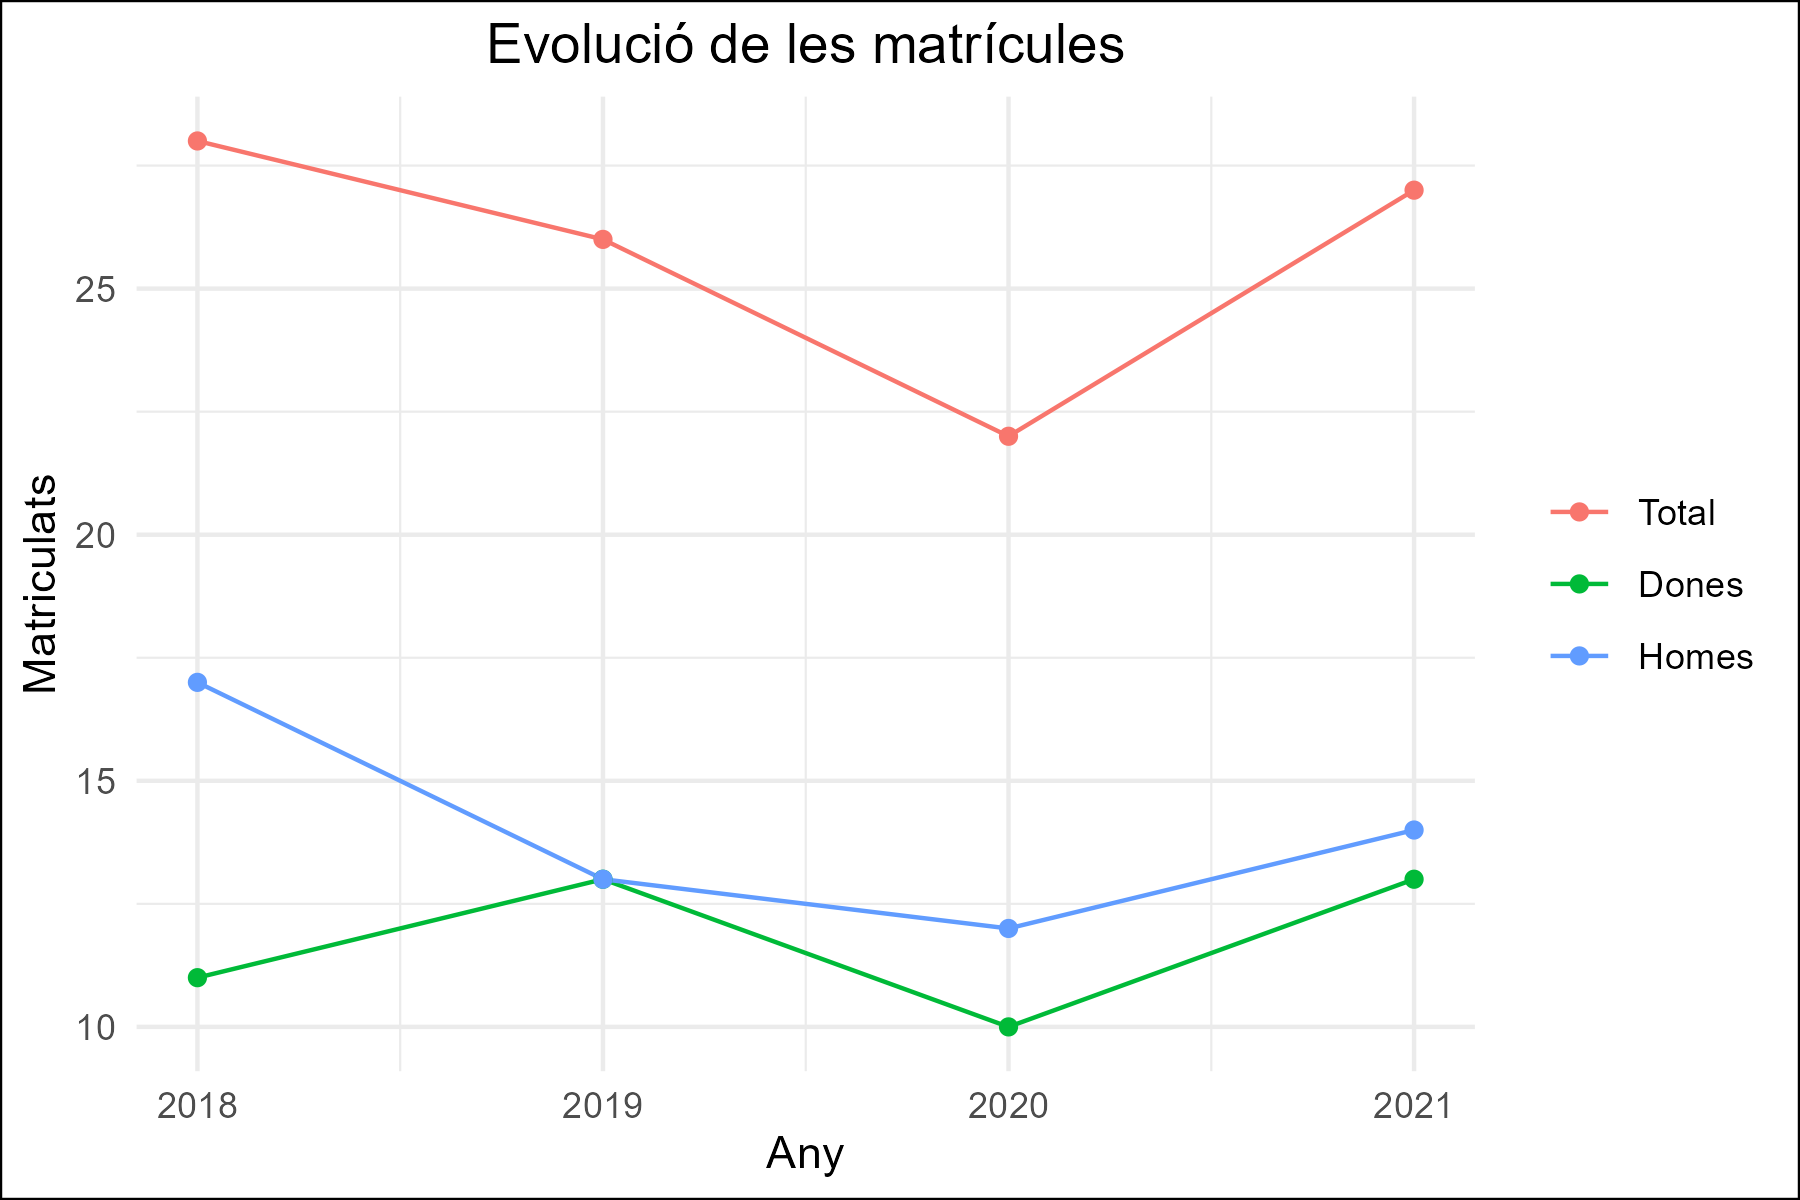 Evolució de les matrícules
Matriculats
25
20
15
10
2018 2019 2020 2021
Any
Total
Dones
Homes